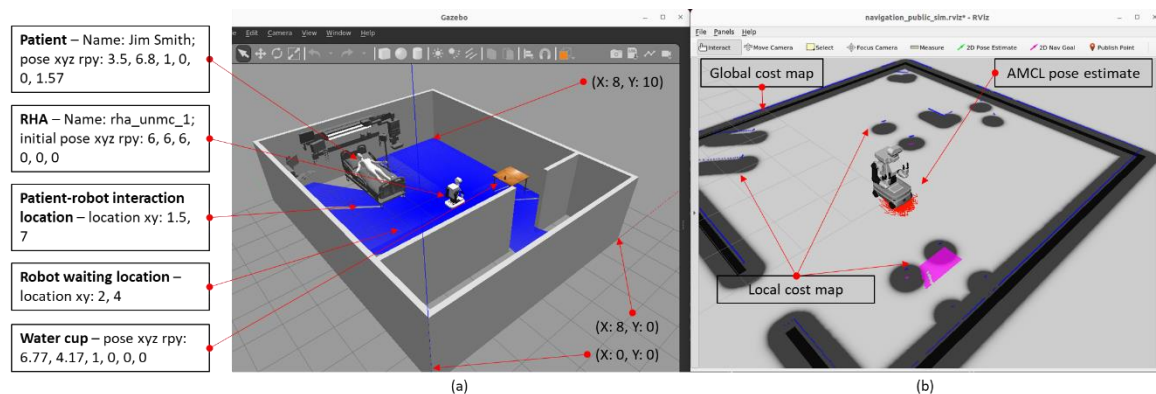 Patient – Name: Jim Smith;
pose xyz rpy: 3.5, 6.8, 1, 0,
0, 1.57
RHA – Name: rha_unmc_1;
initial pose xyz rpy: 6, 6, 6,
0, 0, 0
Patient-robot interaction
location – location xy: 1.5,
7
Robot waiting location –
location xy: 2, 4
Water cup – pose xyz rpy:
6.77, 4.17, 1, 0, 0, 0
Gazebo
Edit Camera View Window Help
(X: 8, Y: 10)
(X: 8, Y: 0)
(X: 0, Y: 0)
(a)
navigation_public_sim.rviz* - RViz
File Panels Help
Interact Move Camera Select Focus Camera Measure 2D Pose Estimate 2D Nav Goal Publish Point
Global cost map
AMCL pose estimate
Local cost map
(b)